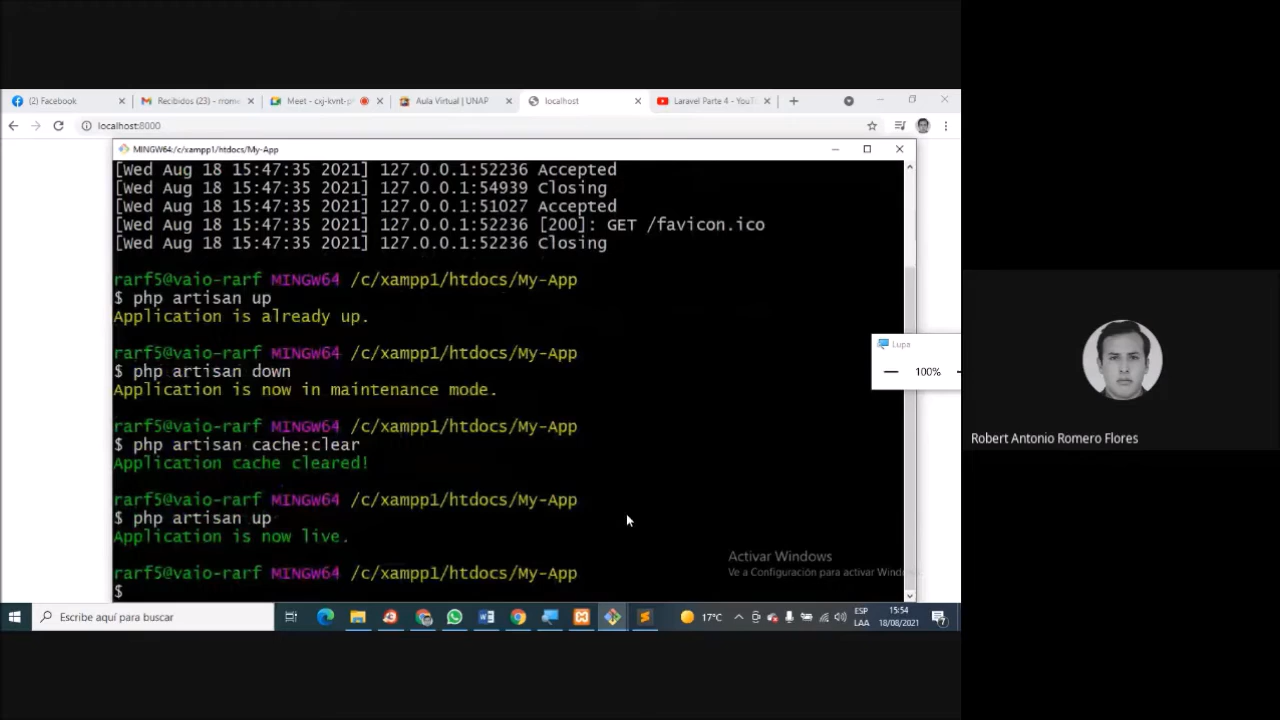 (2) Facebook
Recibidos (23) - rrome
Meet - cxj-kvnt-p
Aula Virtual | UNAP
localhost
Laravel Parte 4 - YouT
localhost:8000
MINGW64:/c/xampp1/htdocs/My-App
[Wed Aug 18 15:47:35 2021] 127.0.0.1:52236 Accepted
[Wed Aug 18 15:47:35 2021] 127.0.0.1:54939 Closing
[Wed Aug 18 15:47:35 2021] 127.0.0.1:51027 Accepted
[Wed Aug 18 15:47:35 2021] 127.0.0.1:52236 [200]: GET /favicon.ico
[Wed Aug 18 15:47:35 2021] 127.0.0.1:52236 Closing
rarf5@vaio-rarf MINGW64 /c/xampp1/htdocs/My-App
$ php artisan up
Application is already up.
rarf5@vaio-rarf MINGW64 /c/xampp1/htdocs/My-App
$ php artisan down
Application is now in maintenance mode.
rarf5@vaio-rarf MINGW64 /c/xampp1/htdocs/My-App
$ php artisan cache:clear
Application cache cleared!
rarf5@vaio-rarf MINGW64 /c/xampp1/htdocs/My-App
$ php artisan up
Application is now live.
rarf5@vaio-rarf MINGW64 /c/xampp1/htdocs/My-App
$
Lupa
100%
Robert Antonio Romero Flores
Activar Windows
Ve a Configuración para activar Windo
Escribe aquí para buscar
17°C
ESP
LAA
15:54
18/08/2021